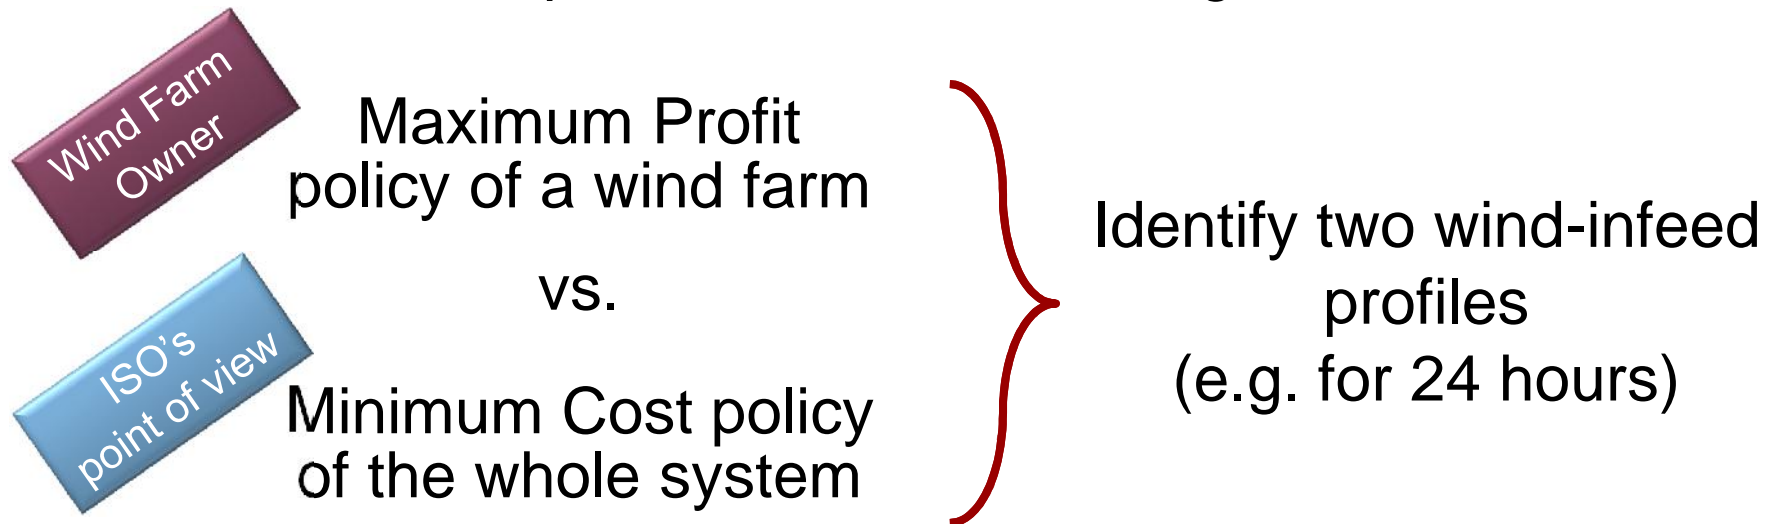 Wind Farm
Owner
Maximum Profit
policy of a wind farm
vs.
ISO’s
point of view
Minimum Cost policy
of the whole system
Identify two wind-infeed
profiles
(e.g. for 24 hours)